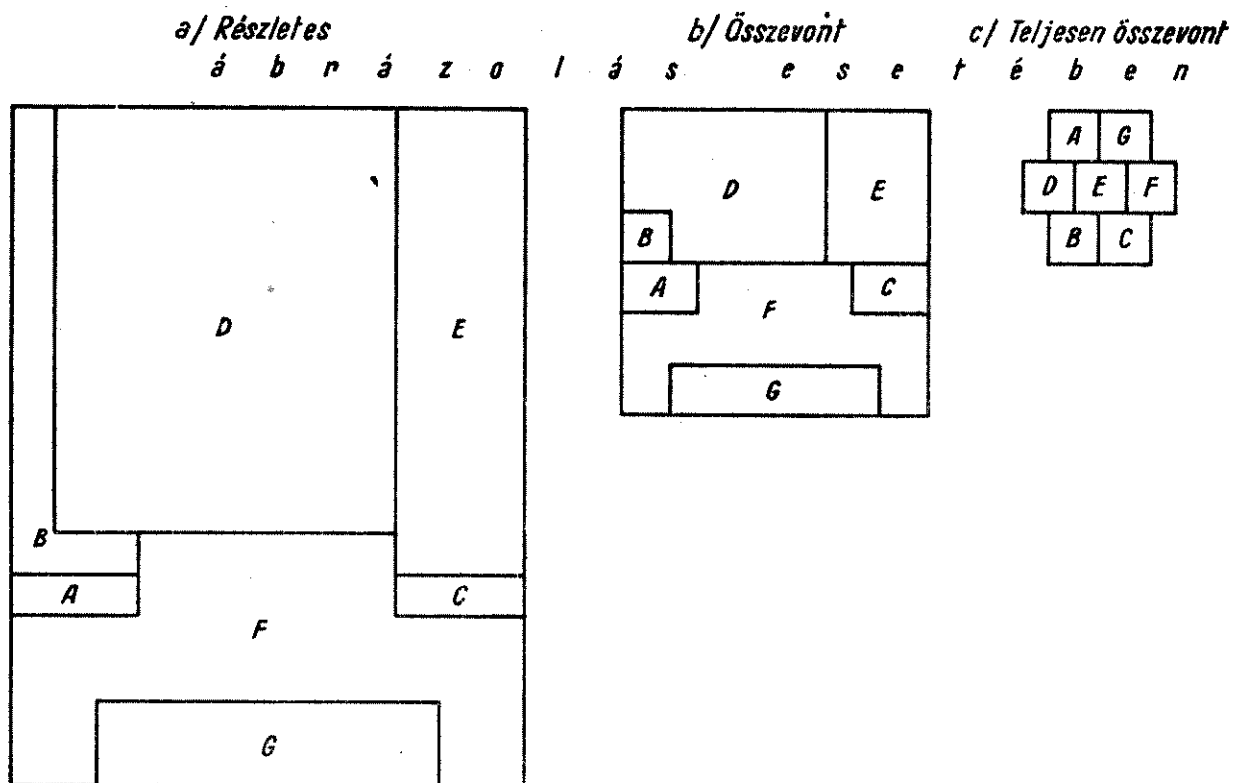 a/ Részletes b/ Összevont c/ Teljesen összevont
á b r á z o l á s e s e t é b e n
D
E
B
A
C
F
G
D
E
B
A
F
C
G
A G
D E F
B C